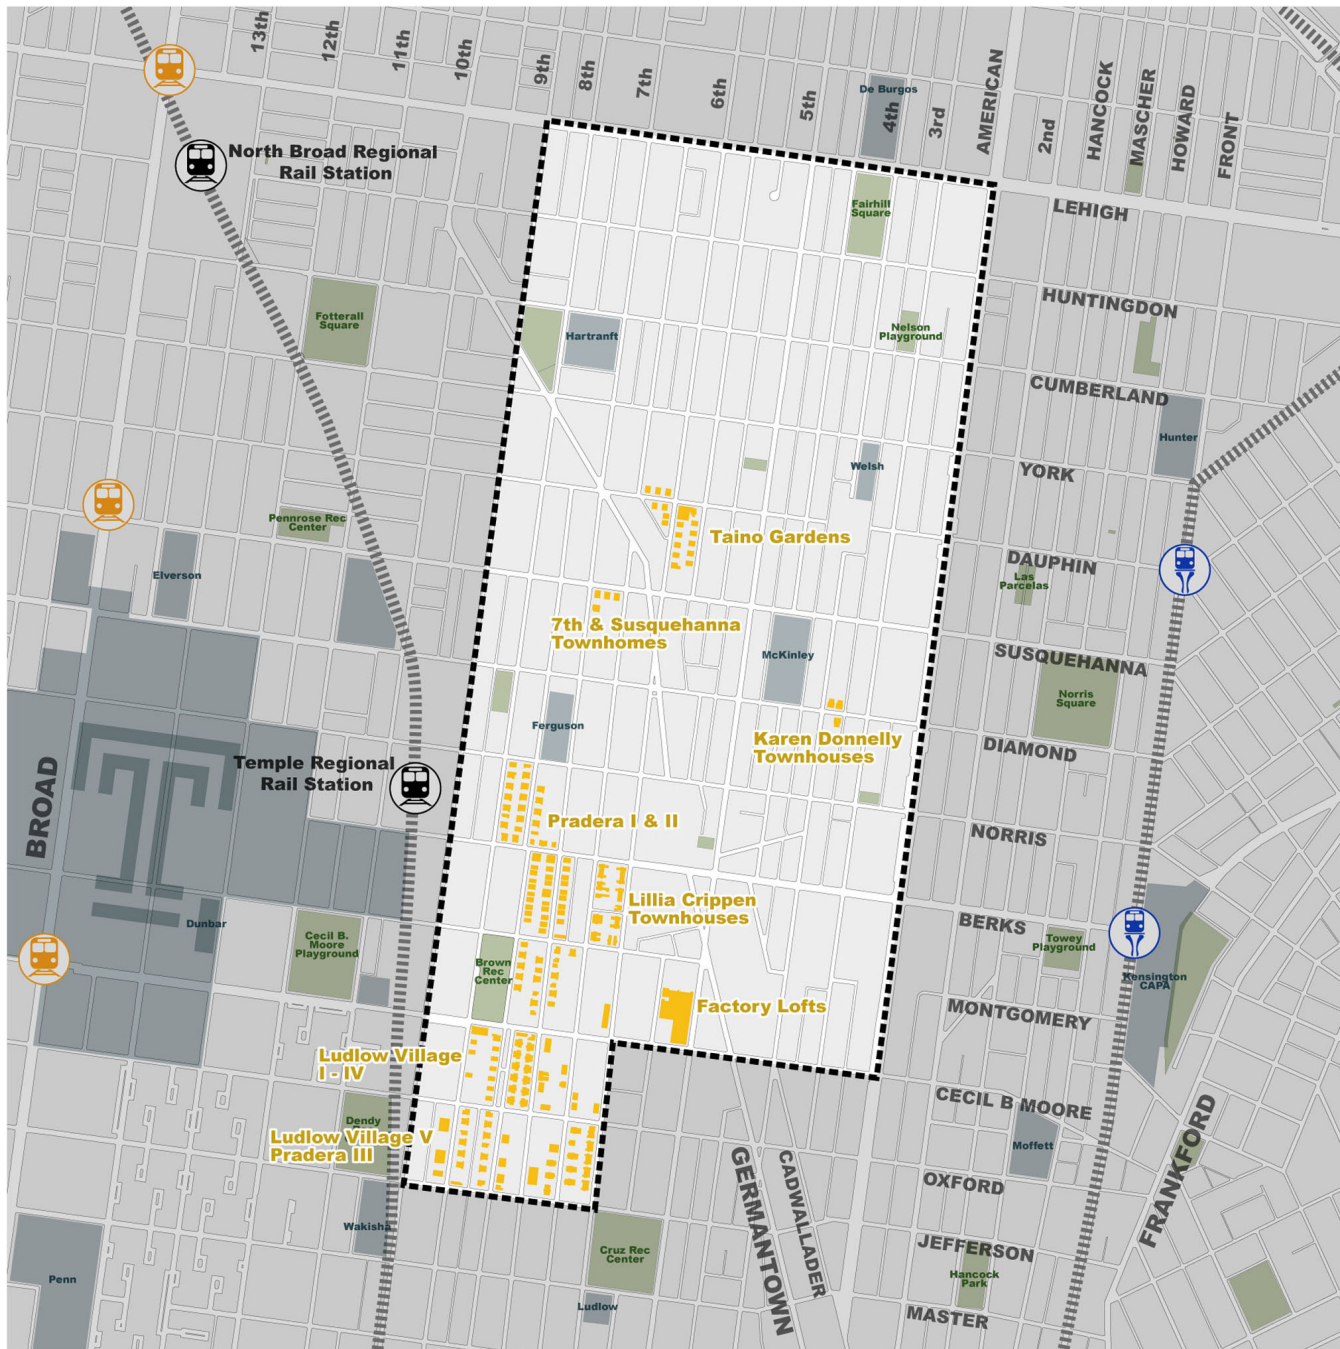 13th
12th
11th
10th
9th
8th
7th
6th
5th
4th
3rd
AMERICAN
2nd
HANCOCK
MASCHER
HOWARD
FRONT
De Burgos
North Broad Regional
Rail Station
LEHIGH
Fairhill
Square
HUNTINGDON
Fotterall
Square
Hartranft
Nelson
Playground
CUMBERLAND
Hunter
Welsh
YORK
Pennrose Rec
Center
Taino Gardens
DAUPHIN
Elverson
Las
Parcelas
7th & Susquehanna
Townhomes
McKinley
SUSQUEHANNA
Norris
Square
Ferguson
Karen Donnelly
Townhouses
DIAMOND
Temple Regional
Rail Station
BROAD
Pradera I & II
NORRIS
Lillia Crippen
Townhouses
Dunbar
BERKS
Cecil B.
Moore
Playground
Towey
Playground
Brown
Rec
Center
Kensington
CAPA
Factory Lofts
MONTGOMERY
Ludlow Village
I - IV
CECIL B MOORE
Dendy
Ludlow Village V
Pradera III
Moffett
FRANKFORD
GERMANTOWN
CADWALLADER
OXFORD
Wakisha
JEFFERSON
Cruz Rec
Center
Hancock
Park
Penn
Ludlow
MASTER